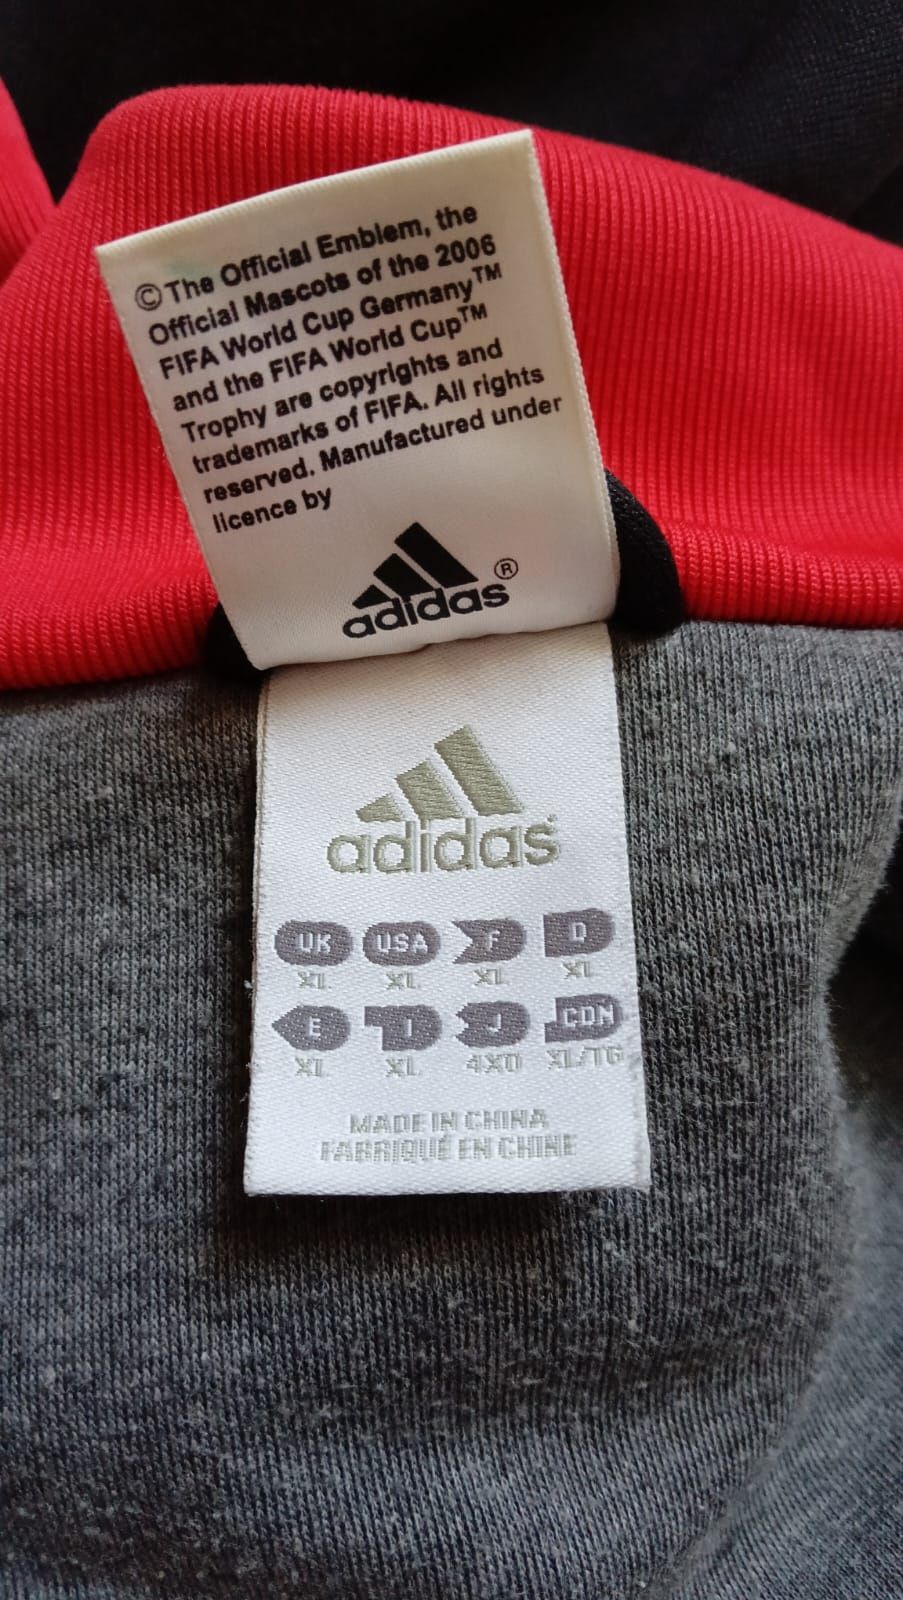 © The Official Emblem, the
Official Mascots of the 2006
FIFA World Cup Germany™
and the FIFA World Cup™
Trophy are copyrights and
trademarks of FIFA. All rights
reserved. Manufactured under
licence by
adidas®
adidas
UK USA F D
XL XL XL XL
E I J CDN
XL XL 4XO XL/TG
MADE IN CHINA
FABRIQUÉ EN CHINE